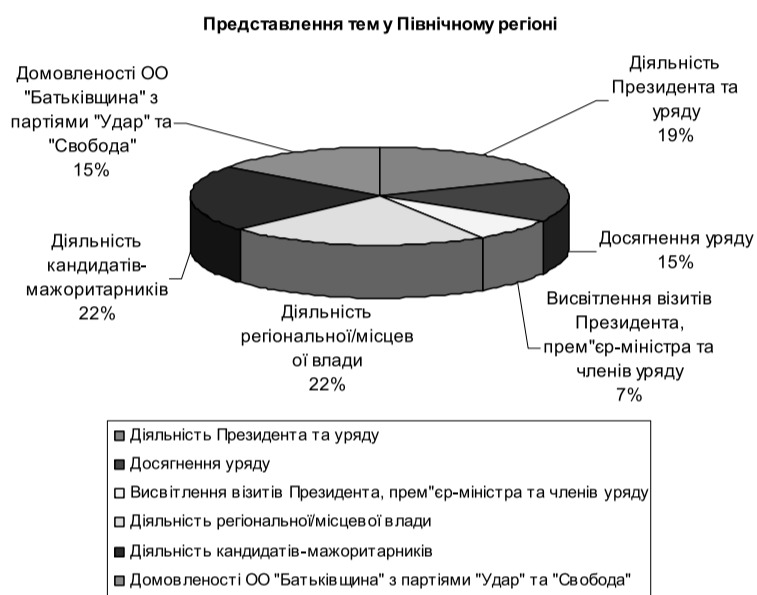 Представлення тем у Північному регіоні
Домовленості ОО
"Батьківщина" з
партіями "Удар" та
"Свобода"
15%
Діяльність
Президента та
уряду
19%
Досягнення уряду
15%
Висвітлення візитів
Президента,
прем"єр-міністра та
членів уряду
7%
Діяльність
регіональної/місцев
ої влади
22%
Діяльність
кандидатів-
мажоритарників
22%
Діяльність Президента та уряду
Досягнення уряду
Висвітлення візитів Президента, прем"єр-міністра та членів уряду
Діяльність регіональної/місцевої влади
Діяльність кандидатів-мажоритарників
Домовленості ОО "Батьківщина" з партіями "Удар" та "Свобода"